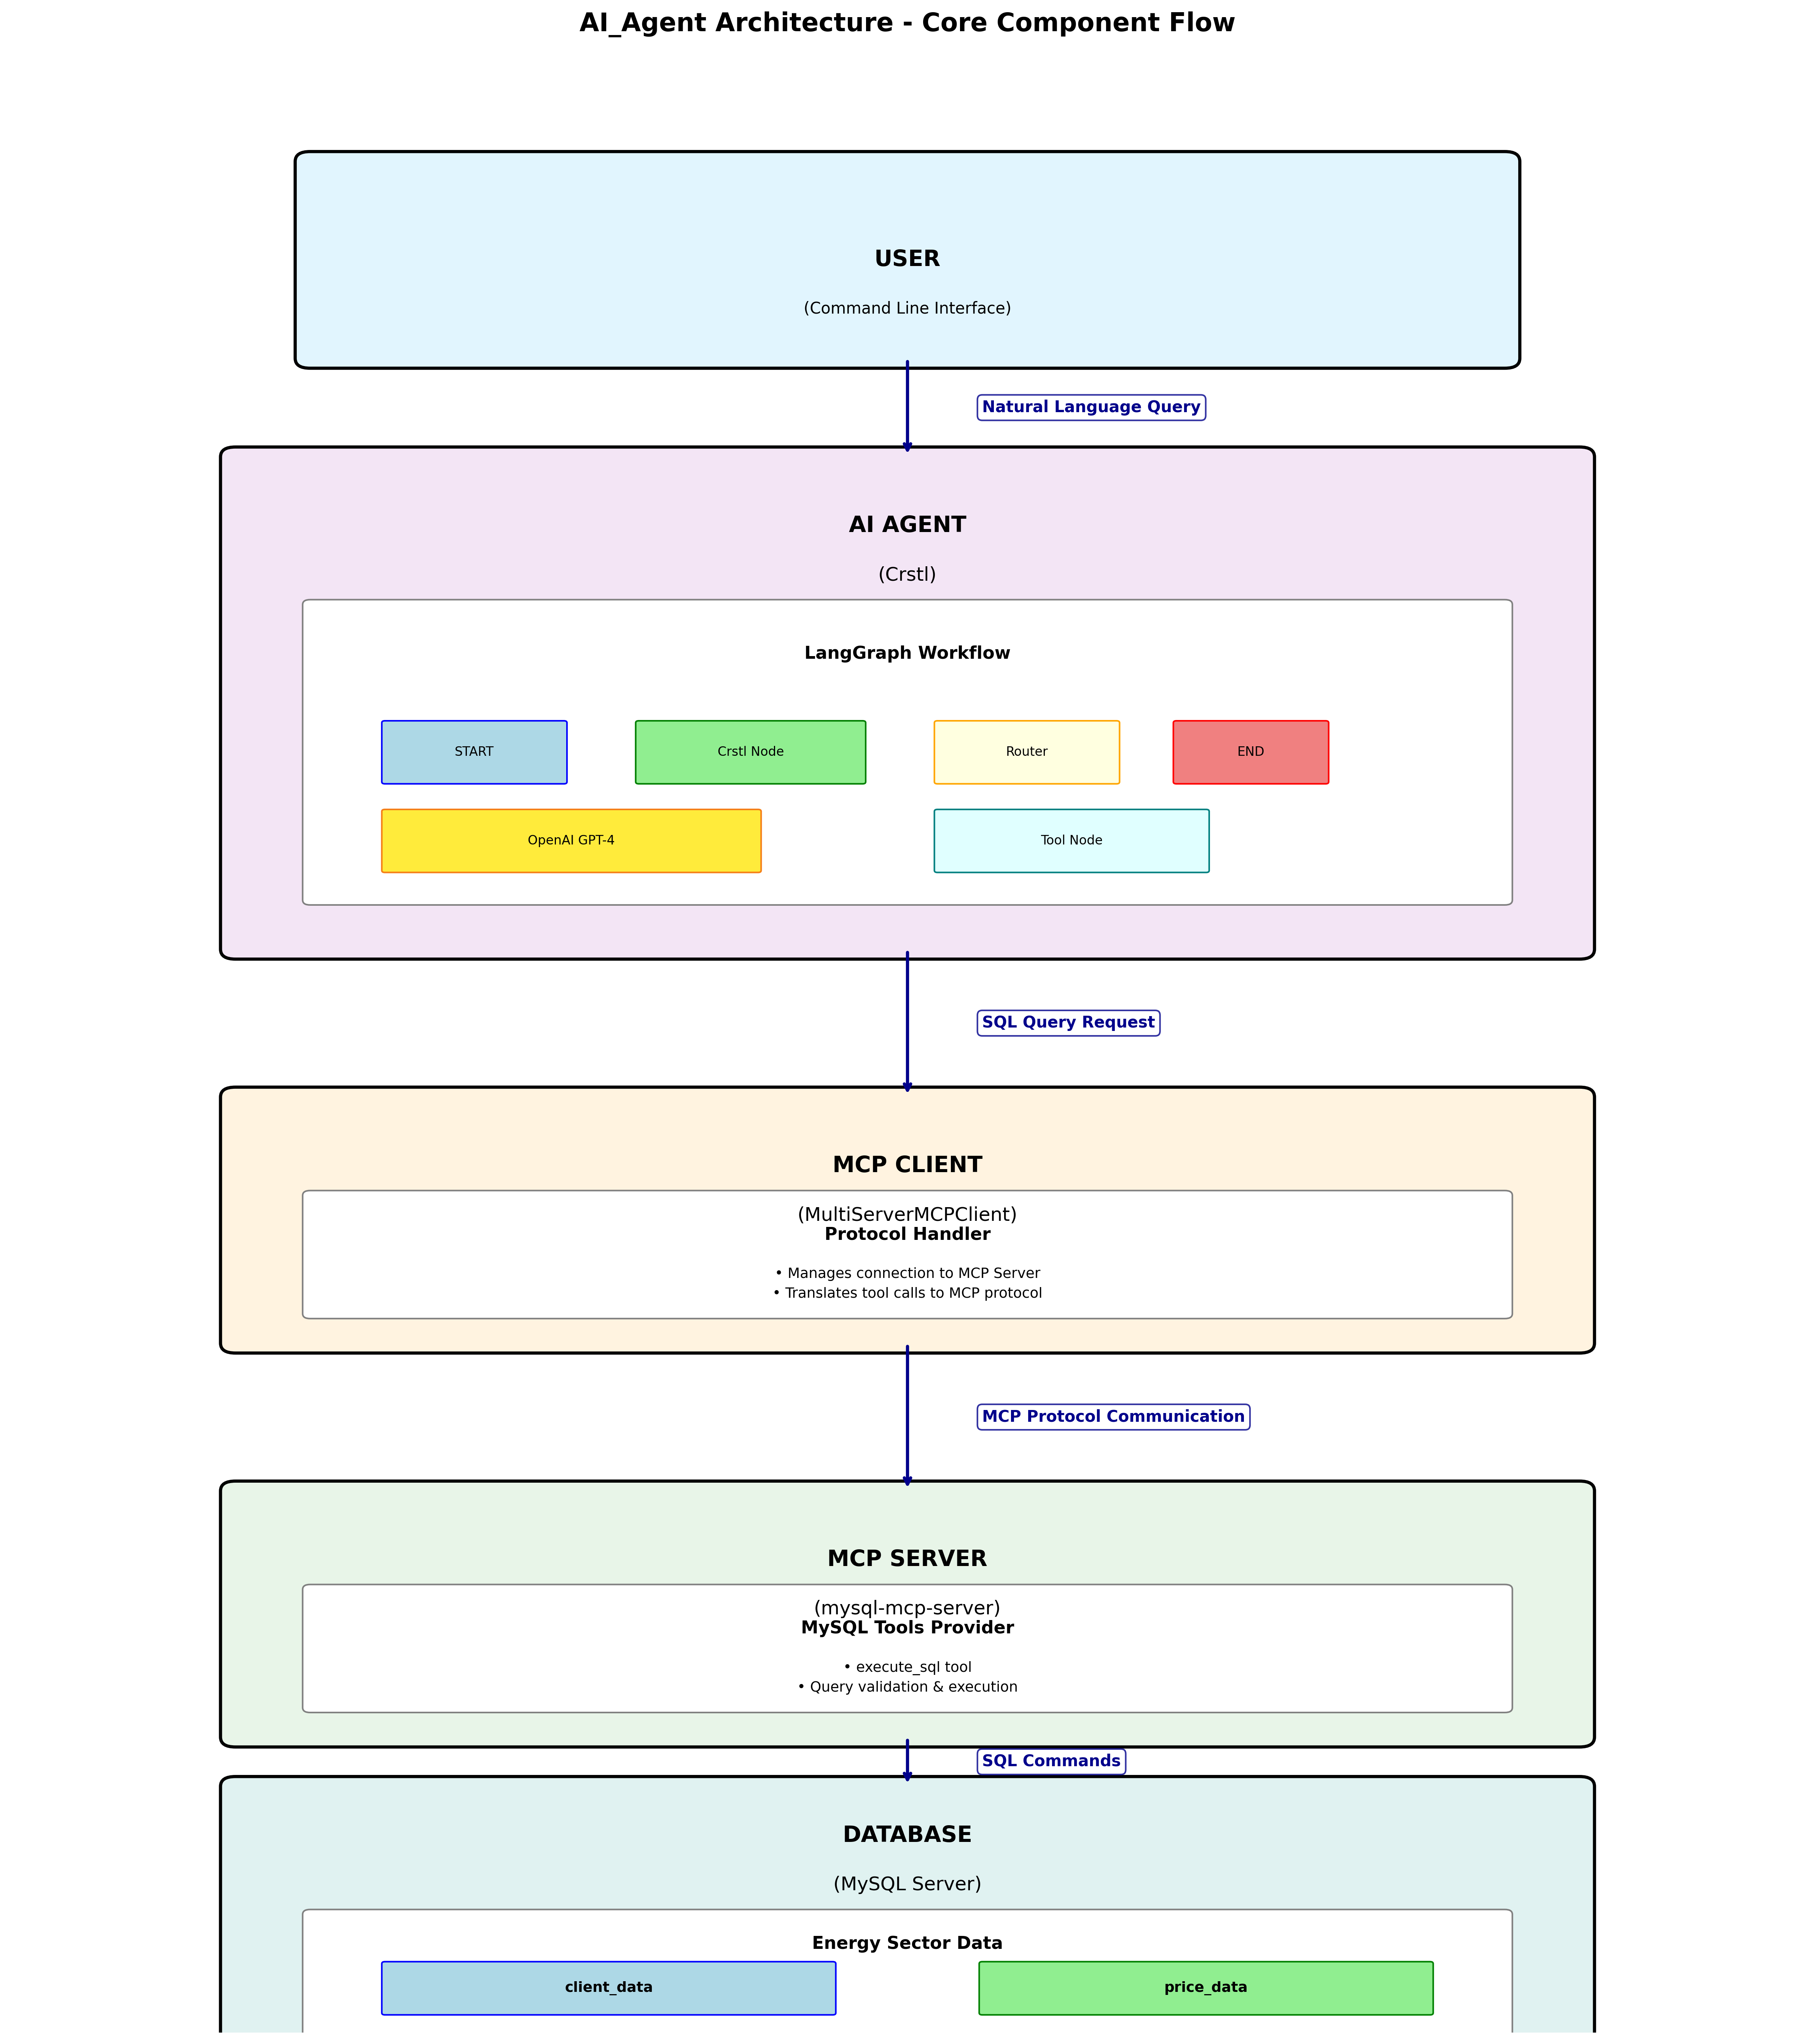 AI_Agent Architecture - Core Component Flow
USER
(Command Line Interface)
Natural Language Query
AI AGENT
(Crstl)
LangGraph Workflow
START
Crstl Node
Router
END
OpenAI GPT-4
Tool Node
SQL Query Request
MCP CLIENT
(MultiServerMCPClient)
Protocol Handler
• Manages connection to MCP Server
• Translates tool calls to MCP protocol
MCP Protocol Communication
MCP SERVER
(mysql-mcp-server)
MySQL Tools Provider
• execute_sql tool
• Query validation & execution
SQL Commands
DATABASE
(MySQL Server)
Energy Sector Data
client_data
price_data